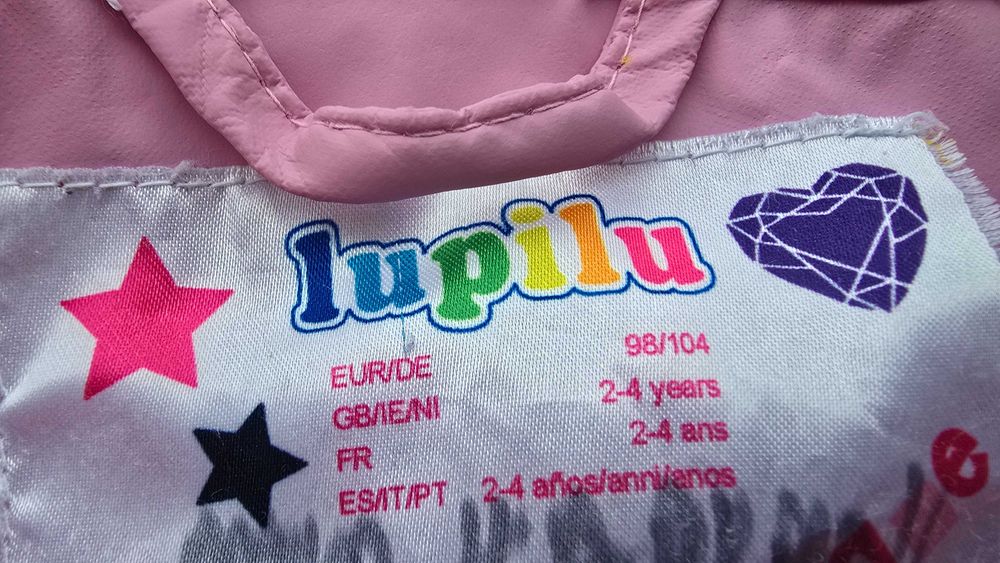 lupilu
EUR/DE 98/104
GB/IE/NI 2-4 years
FR 2-4 ans
ES/IT/PT 2-4 años/anni/anos